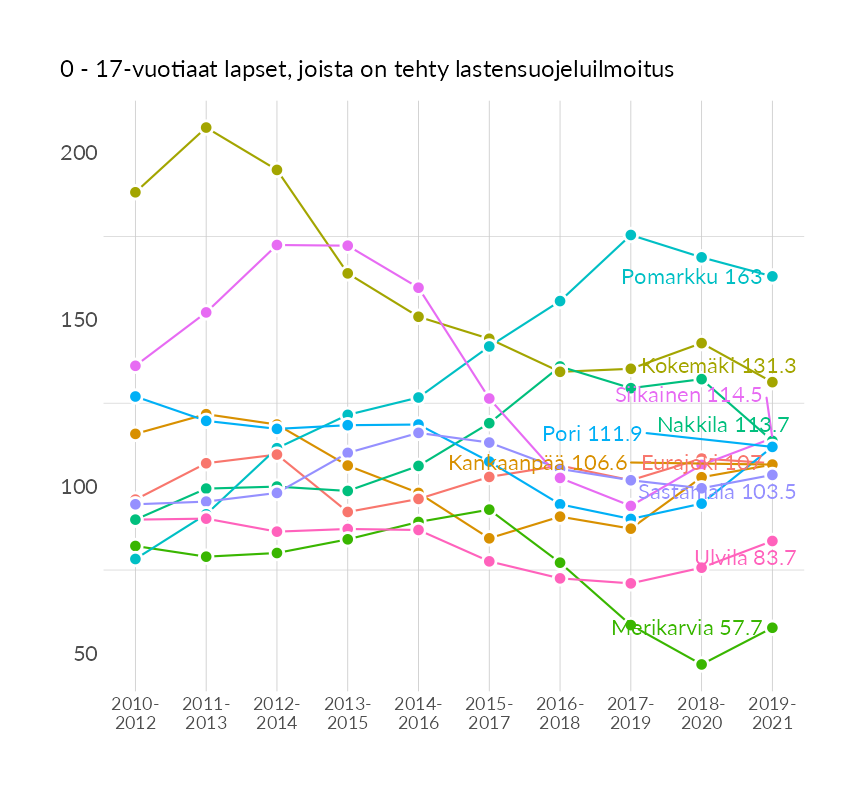 0 - 17-vuotiaat lapset, joista on tehty lastensuojeluilmoitus
200
150
100
50
Pomarkku 163
Kokemäki 131.3
Siikainen 114.5
Nakkila 113.7
Pori 111.9
Kankaanpää 106.6
Eurajoki 107
Sastamala 103.5
Ulvila 83.7
Merikarvia 57.7
2010-
2012
2011-
2013
2012-
2014
2013-
2015
2014-
2016
2015-
2017
2016-
2018
2017-
2019
2018-
2020
2019-
2021